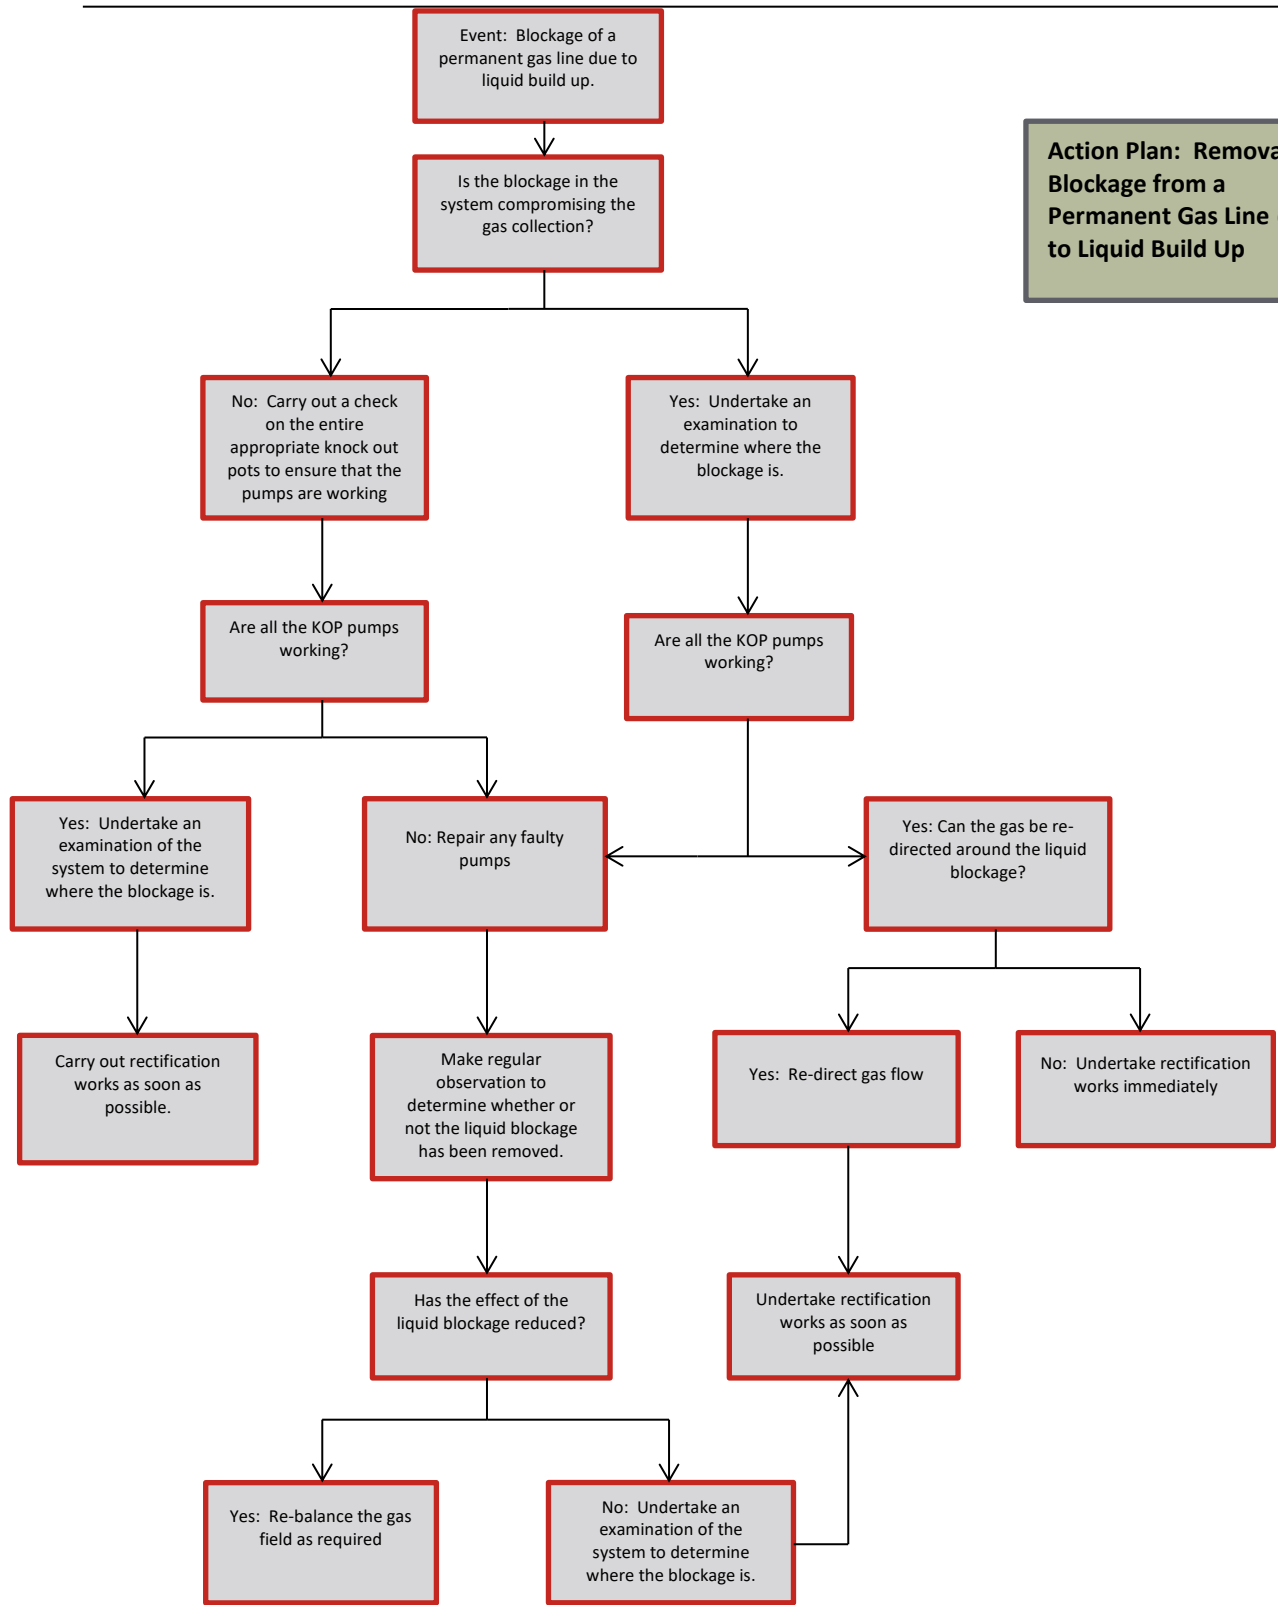 Event: Blockage of a
permanent gas line due to
liquid build up.
Action Plan: Remova
Blockage from a
Permanent Gas Line
to Liquid Build Up
Is the blockage in the
system compromising the
gas collection?
No: Carry out a check
on the entire
appropriate knock out
pots to ensure that the
pumps are working
Yes: Undertake an
examination to
determine where the
blockage is.
Are all the KOP pumps
working?
Are all the KOP pumps
working?
Yes: Undertake an
examination of the
system to determine
where the blockage is.
No: Repair any faulty
pumps
Yes: Can the gas be re-
directed around the liquid
blockage?
Carry out rectification
works as soon as
possible.
Make regular
observation to
determine whether or
not the liquid blockage
has been removed.
Yes: Re-direct gas flow
No: Undertake rectification
works immediately
Has the effect of the
liquid blockage reduced?
Undertake rectification
works as soon as
possible
Yes: Re-balance the gas
field as required
No: Undertake an
examination of the
system to determine
where the blockage is.